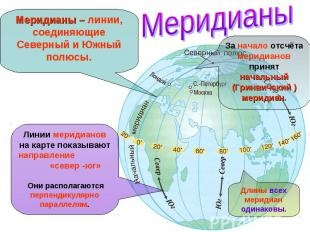 Меридианы
Меридианы – линии,
соединяющие
Северный и Южный
полюсы.
За начало отсчёта
меридианов
принят
начальный
(Гринвичский )
меридиан.
Северный полюс
Лондон
С.-Петербург
Москва
меридиан
Начальный
20° 0° 20° 40° 60° 80° 100° 120° 140° 160°
Север
Юг
Север
Юг
Юг
Линии меридианов
на карте показывают
направление
«север -юг»
Они располагаются
перпендикулярно
параллелям.
Длины всех
меридиан
одинаковы.